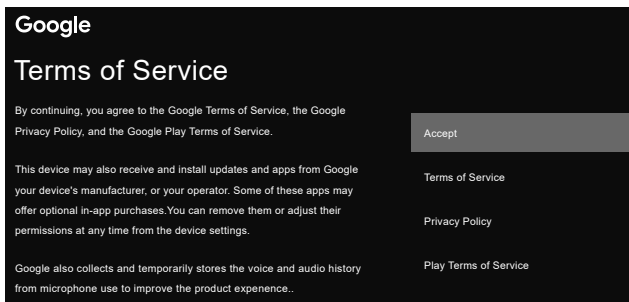 Google
Terms of Service
By continuing, you agree to the Google Terms of Service, the Google
Privacy Policy, and the Google Play Terms of Service.
This device may also receive and install updates and apps from Google
your device's manufacturer, or your operator. Some of these apps may
offer optional in-app purchases.You can remove them or adjust their
permissions at any time from the device settings.
Google also collects and temporarily stores the voice and audio history
from microphone use to improve the product expenence..
Accept
Terms of Service
Privacy Policy
Play Terms of Service